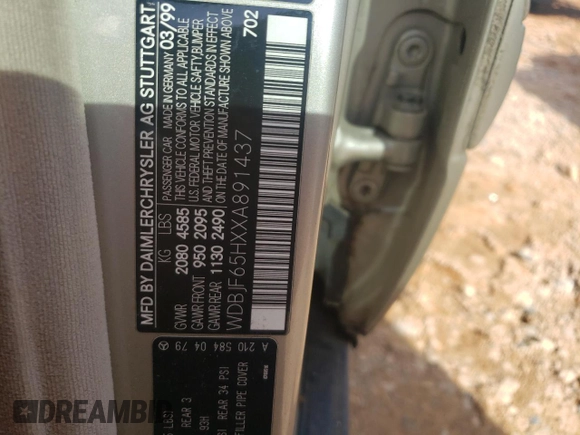 MFD BY DAIMLERCHRYSLER AG STUTTGART
PASSENGER CAR MADE IN GERMANY 03/99
KG LBS THIS VEHICLE CONFORMS TO ALL APPLICABLE
GVWR 2080 4585 U.S. FEDERAL MOTOR VEHICLE SAFTY, BUMPER
GAWR FRONT 950 2095 AND THEFT PREVENTION STANDARDS IN EFFECT
GAWR REAR 1130 2490 ON THE DATE OF MANUFACTURE SHOWN ABOVE
WDBJF65HXXA891437 702
A 210 584 04 79
REAR 3
93H
REAR 34 PSI
FILLER PIPE COVER
DREAMBID